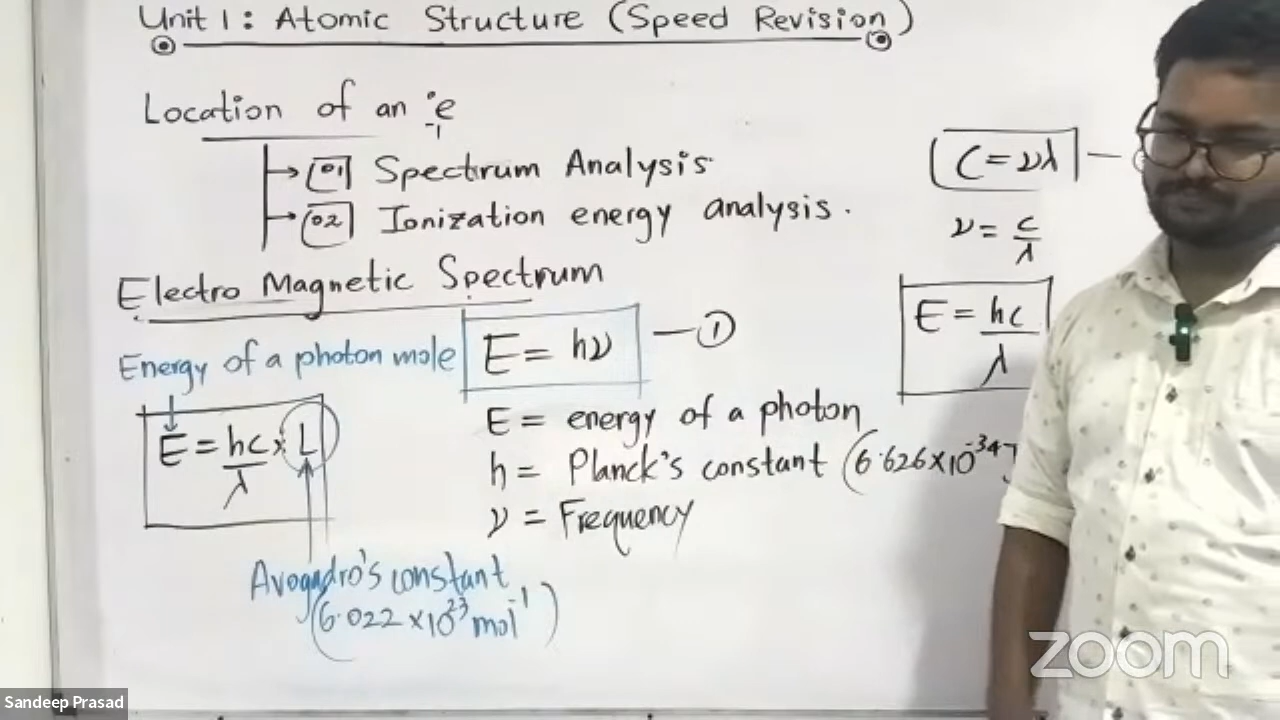 Unit 1: Atomic Structure (Speed Revision)
Location of an e
-1
01 Spectrum Analysis
02 Ionization energy analysis.
Electro Magnetic Spectrum
Energy of a photon mole
E = hν — 1
E = hc/λ × L
Avogadro's constant
(6.022 × 10²³ mol⁻¹)
E = energy of a photon
h = Planck's constant (6.626×10⁻³⁴J
ν = Frequency
C = νλ —
ν = c/λ
E = hc/λ
zoom
Sandeep Prasad